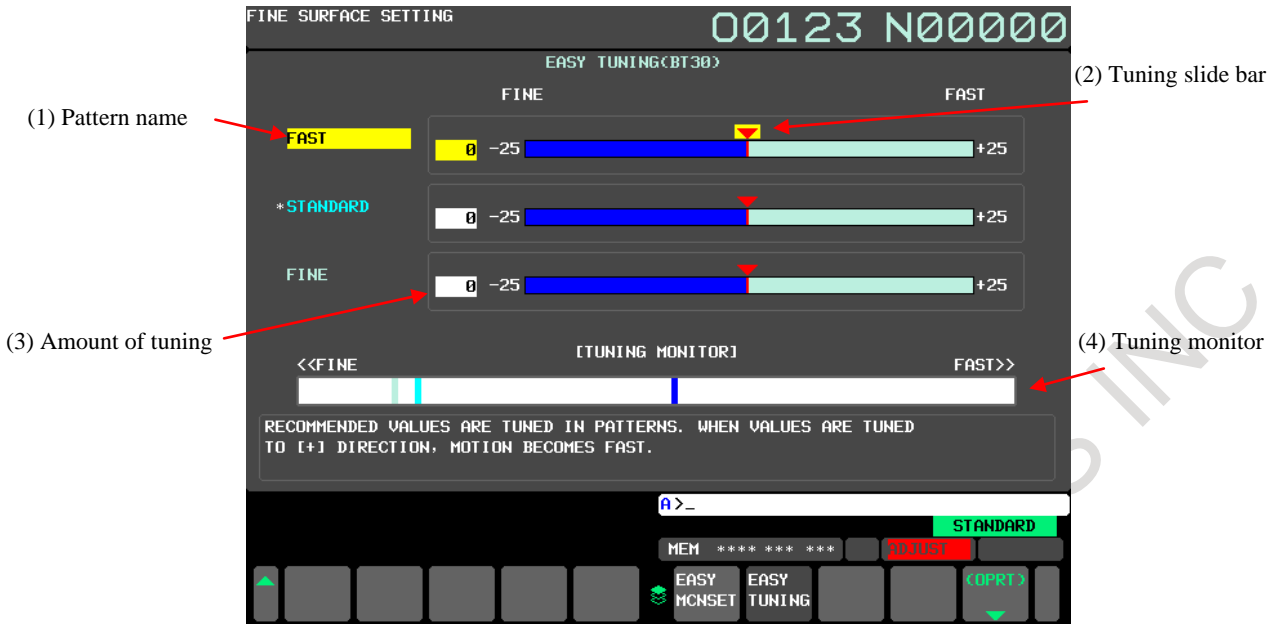 FINE SURFACE SETTING
O0123 N00000
EASY TUNING(BT30)
(2) Tuning slide bar
FINE
FAST
(1) Pattern name
FAST
0 -25 +25
*STANDARD
0 -25 +25
FINE
0 -25 +25
(3) Amount of tuning
(4) Tuning monitor
[TUNING MONITOR]
<<FINE
FAST>>
RECOMMENDED VALUES ARE TUNED IN PATTERNS. WHEN VALUES ARE TUNED
TO [+] DIRECTION, MOTION BECOMES FAST.
A>_
STANDARD
MEM **** *** ***
ADJUST
EASY
MCNSET
EASY
TUNING
(OPRT)
S INC